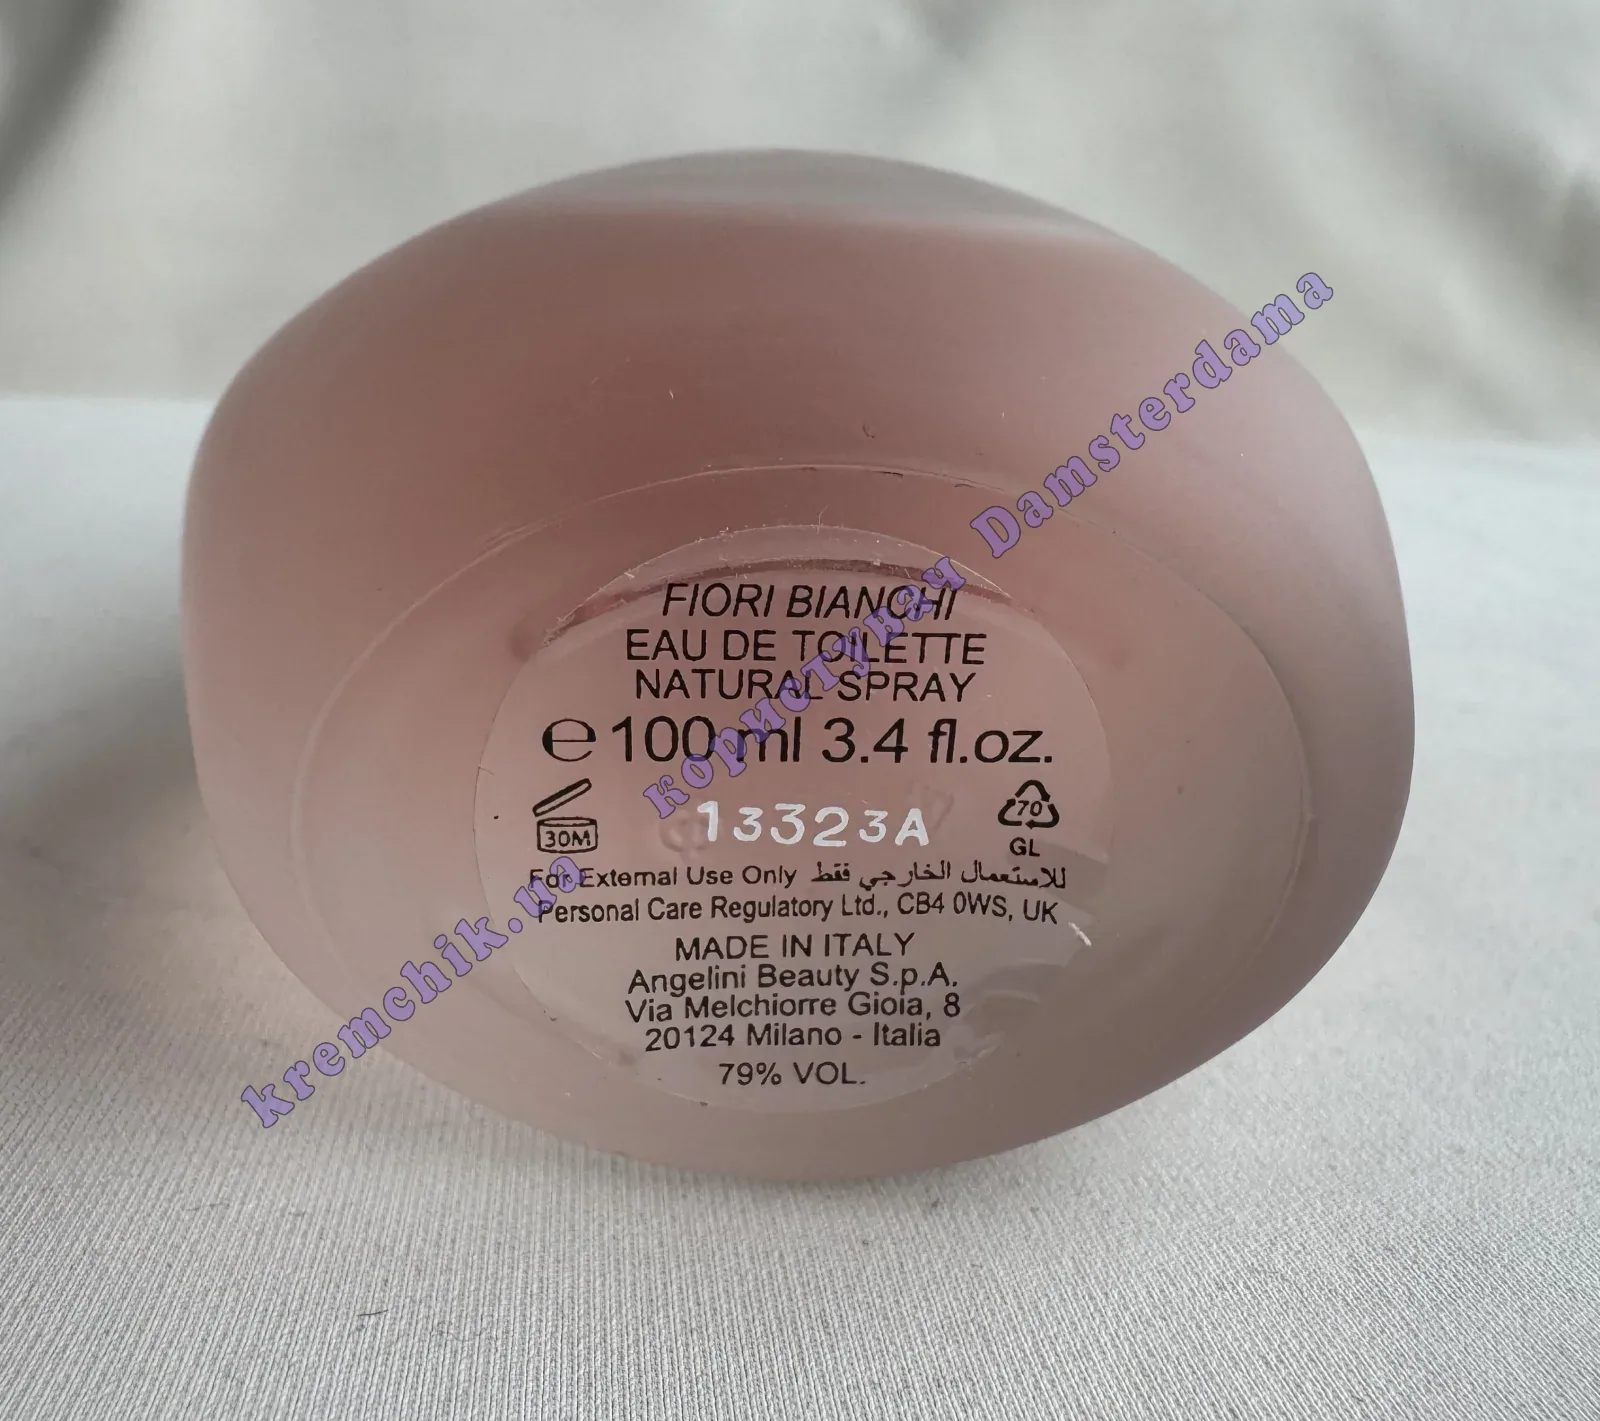 FIORI BIANCHI
EAU DE TOILETTE
NATURAL SPRAY
℮ 100 ml 3.4 fl.oz.
30M
13323A
70
GL
For External Use Only للاستعمال الخارجي فقط
Personal Care Regulatory Ltd., CB4 0WS, UK
MADE IN ITALY
Angelini Beauty S.p.A.
Via Melchiorre Gioia, 8
20124 Milano - Italia
79% VOL.
kremchik.ua користувач Damsterdama